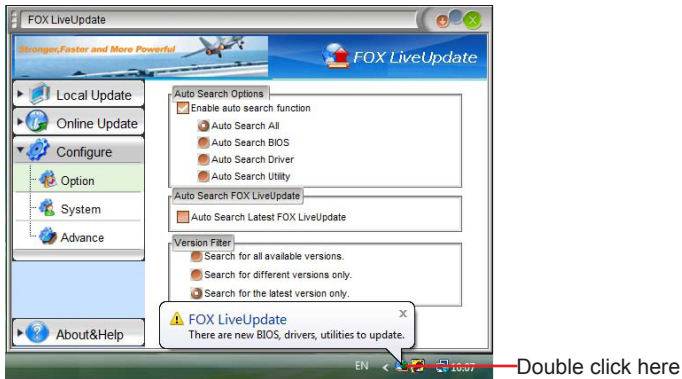 FOX LiveUpdate
Stronger,Faster and More Powerful
FOX LiveUpdate
Local Update
Online Update
Configure
Option
System
Advance
About&Help
Auto Search Options
Enable auto search function
Auto Search All
Auto Search BIOS
Auto Search Driver
Auto Search Utility
Auto Search FOX LiveUpdate
Auto Search Latest FOX LiveUpdate
Version Filter
Search for all available versions.
Search for different versions only.
Search for the latest version only.
FOX LiveUpdate
There are new BIOS, drivers, utilities to update.
EN
Double click here